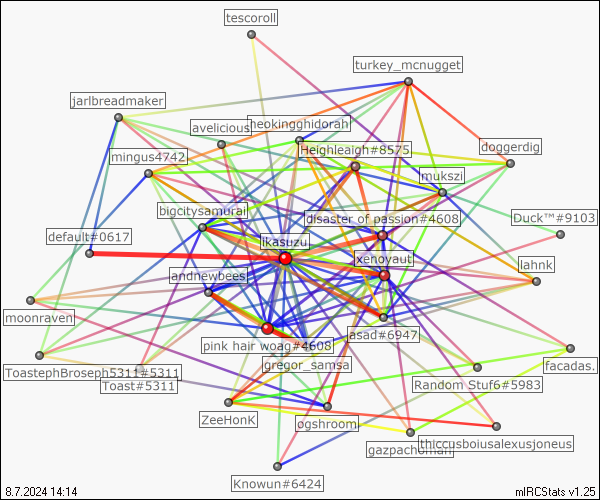 tescoroll
turkey_mcnugget
jarlbreadmaker
avelicious
heokingghidorah
Heighleaigh#8575
doggerdig
mingus4742
mukszi
bigcitysamurai
disaster of passion#4608
Duck™#9103
default#0617
ikasuzu
xenoyaut
andrewbees
lahnk
moonraven
pink hair woag#4608
asad#6947
gregor_samsa
facadas.
ToastephBroseph5311#5311
Toast#5311
Random Stuf6#5983
ZeeHonK
ogshroom
gazpachoman
thiccusboiusalexusjoneus
Knowun#6424
8.7.2024 14:14
mIRCStats v1.25